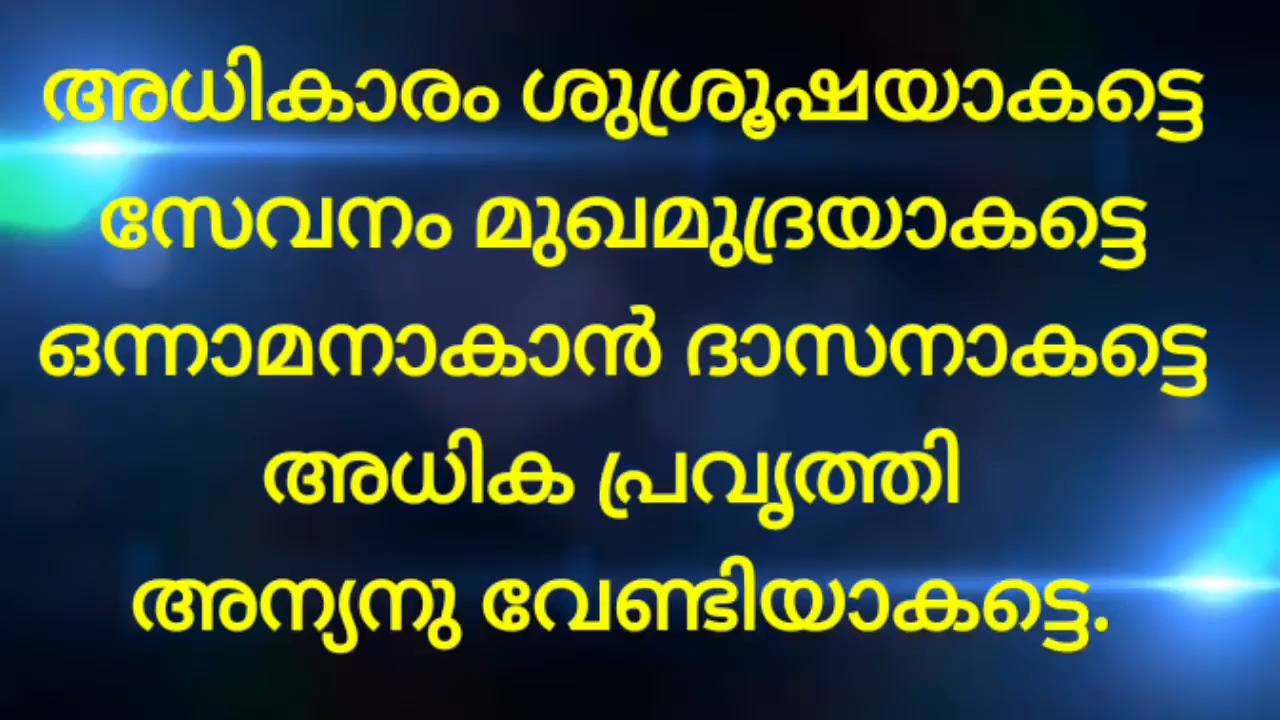 അധികാരം ശുശ്രൂഷയാകട്ടെ
സേവനം മുഖമുദ്രയാകട്ടെ
ഒന്നാമനാകാൻ ദാസനാകട്ടെ
അധിക പ്രവൃത്തി
അന്യനു വേണ്ടിയാകട്ടെ.